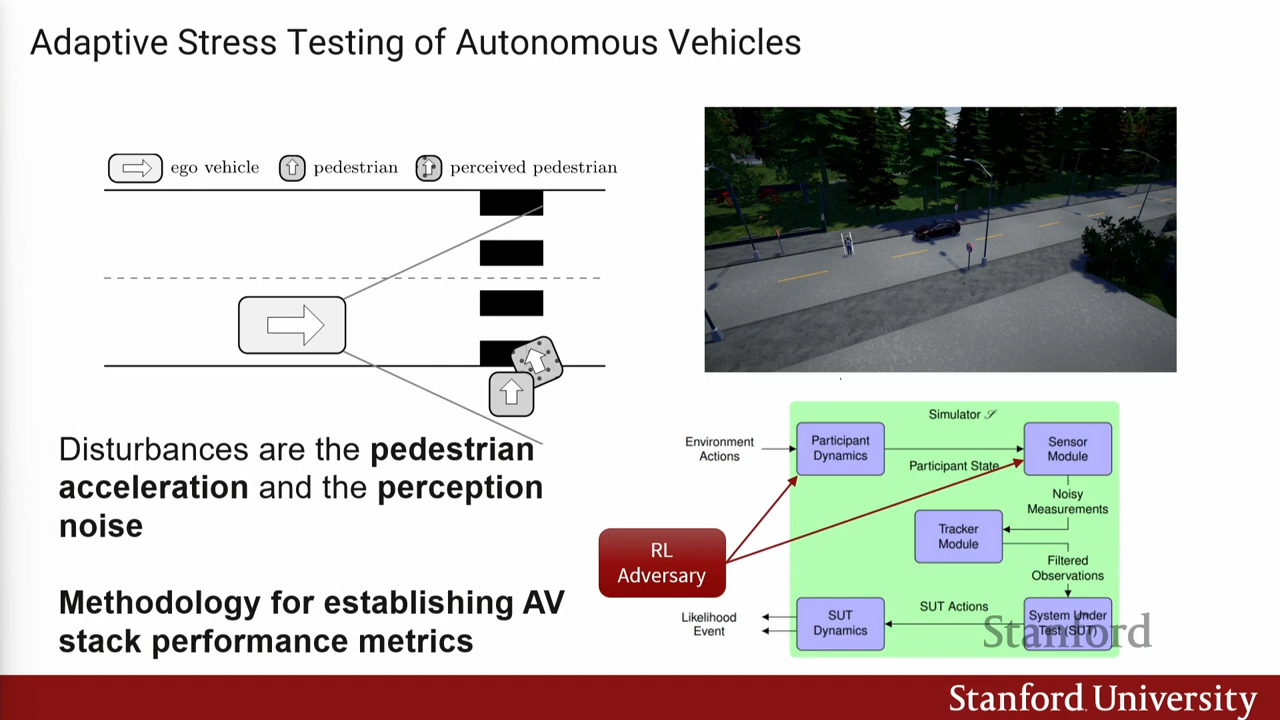 Adaptive Stress Testing of Autonomous Vehicles
ego vehicle
pedestrian
perceived pedestrian
Disturbances are the pedestrian
acceleration and the perception
noise
Methodology for establishing AV
stack performance metrics
Simulator 𝒮
Environment
Actions
Participant
Dynamics
Participant State
Sensor
Module
Noisy
Measurements
Tracker
Module
Filtered
Observations
RL
Adversary
Likelihood
Event
SUT
Dynamics
SUT Actions
System Under
Test (SUT)
Stanford
Stanford University